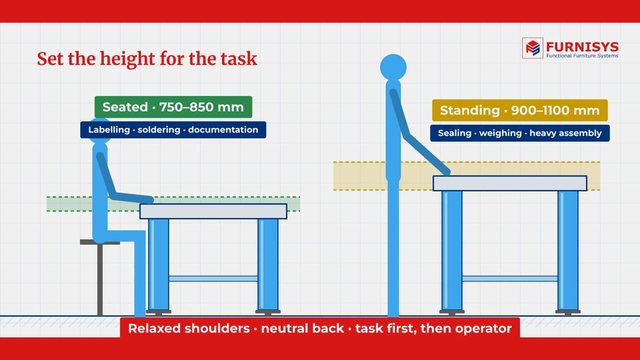 Set the height for the task
FURNISYS
Functional Furniture Systems
Seated · 750–850 mm
Labelling · soldering · documentation
Standing · 900–1100 mm
Sealing · weighing · heavy assembly
Relaxed shoulders · neutral back · task first, then operator